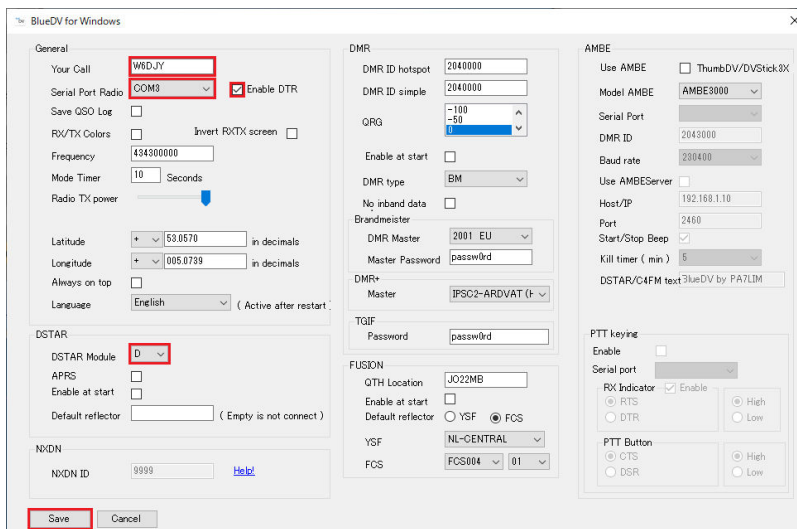 BlueDV for Windows
General
Your Call W6DJY
Serial Port Radio COM3 Enable DTR
Save QSO Log
RX/TX Colors Invert RXTX screen
Frequency 434300000
Mode Timer 10 Seconds
Radio TX power
Latitude + 53.0570 in decimals
Longitude + 005.0739 in decimals
Always on top
Language English ( Active after restart
DSTAR
DSTAR Module D
APRS
Enable at start
Default reflector ( Empty is not connect )
NXDN
NXDN ID 9999 Help!
Save Cancel
DMR
DMR ID hotspot 2040000
DMR ID simple 2040000
QRG -100
-50
0
Enable at start
DMR type BM
No inband data
Brandmeister
DMR Master 2001 EU
Master Password passw0rd
DMR+
Master IPSC2-ARDVAT (H
TGIF
Password passw0rd
FUSION
QTH Location JO22MB
Enable at start
Default reflector YSF FCS
YSF NL-CENTRAL
FCS FCS004 01
AMBE
Use AMBE ThumbDV/DVStick3X
Model AMBE AMBE3000
Serial Port
DMR ID 2043000
Baud rate 230400
Use AMBEServer
Host/IP 192.168.1.10
Port 2460
Start/Stop Beep
Kill timer ( min ) 5
DSTAR/C4FM text BlueDV by PA7LIM
PTT keying
Enable
Serial port
RX Indicator Enable
RTS High
DTR Low
PTT Button
CTS High
DSR Low